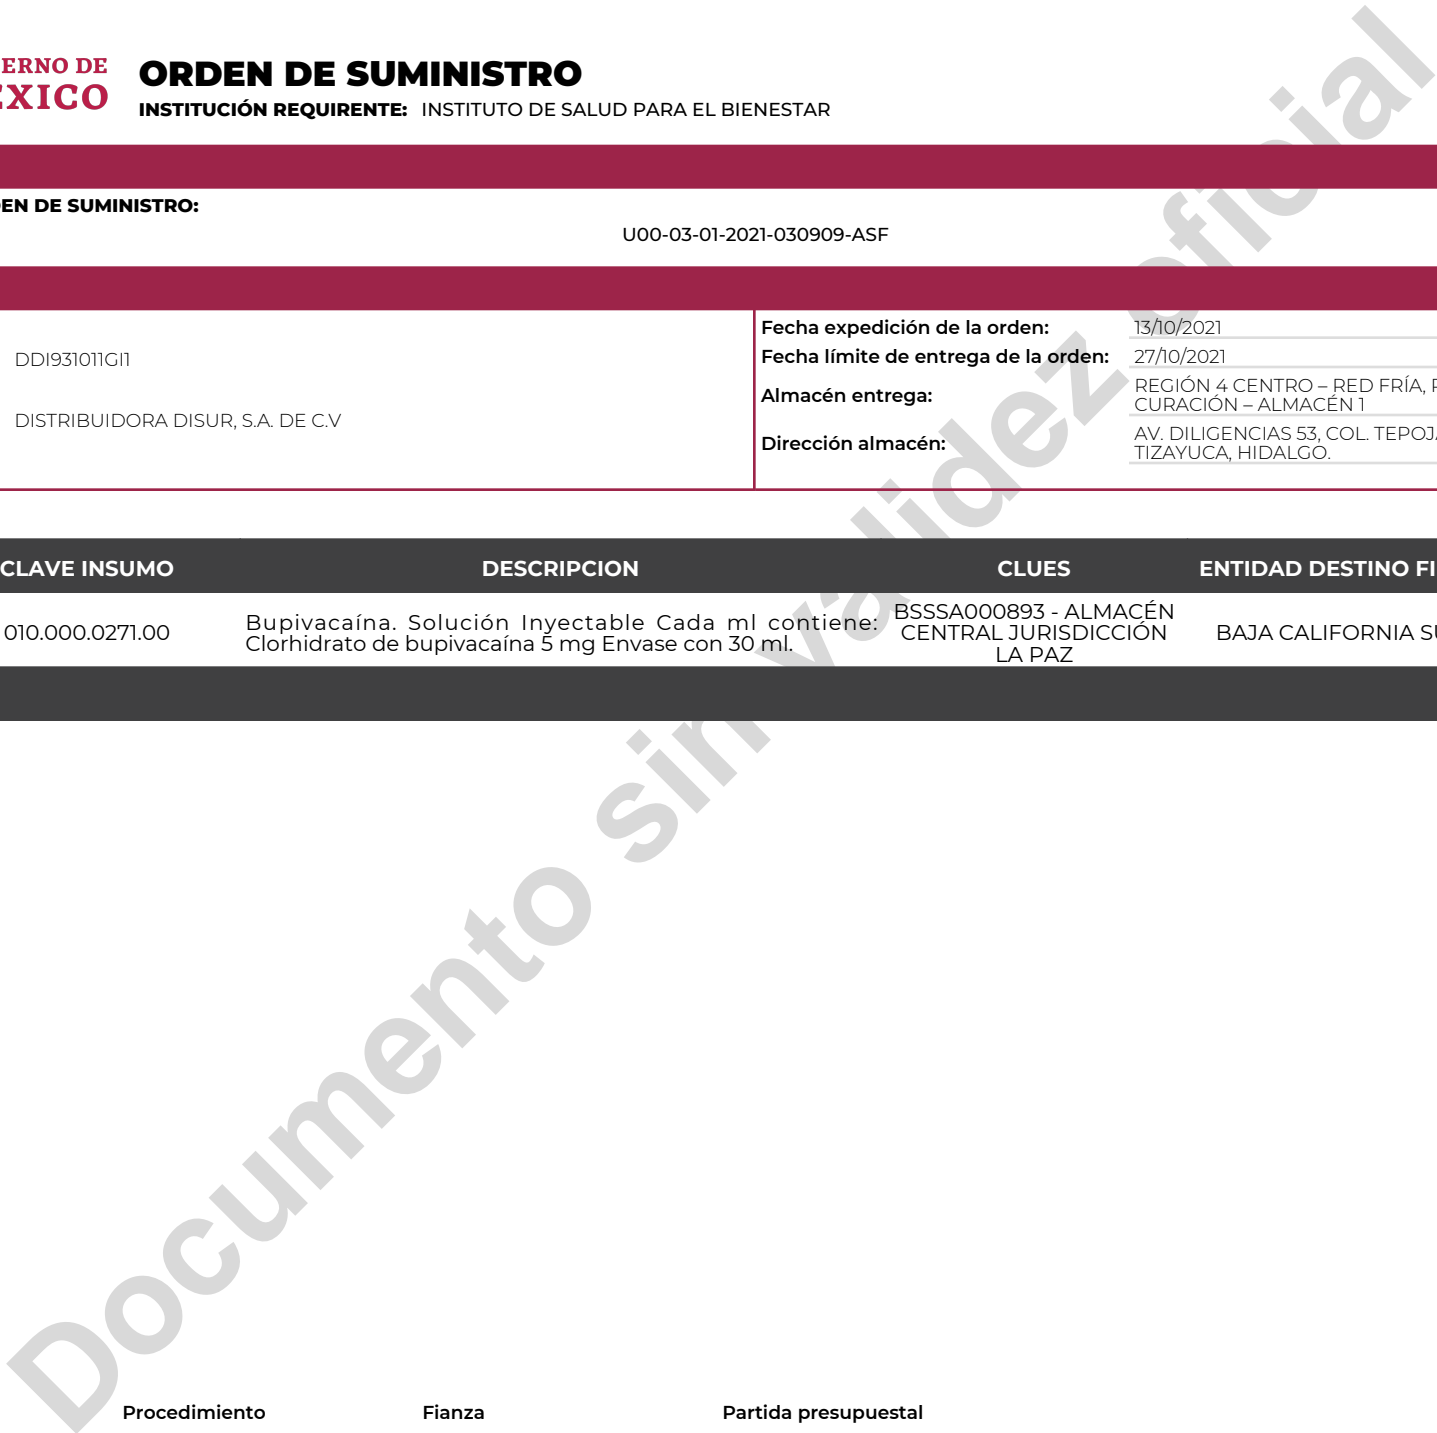 ERNO DE
ORDEN DE SUMINISTRO
XICO
INSTITUCIÓN REQUIRENTE: INSTITUTO DE SALUD PARA EL BIENESTAR
EN DE SUMINISTRO:
U00-03-01-2021-030909-ASF
DDI931011GI1
DISTRIBUIDORA DISUR, S.A. DE C.V
Fecha expedición de la orden: 13/10/2021
Fecha límite de entrega de la orden: 27/10/2021
Almacén entrega: REGIÓN 4 CENTRO – RED FRÍA,
CURACIÓN – ALMACÉN 1
Dirección almacén: AV. DILIGENCIAS 53, COL. TEPOJ
TIZAYUCA, HIDALGO.
CLAVE INSUMO DESCRIPCION CLUES ENTIDAD DESTINO FI
010.000.0271.00
Bupivacaína. Solución Inyectable Cada ml contiene:
Clorhidrato de bupivacaína 5 mg Envase con 30 ml.
BSSSA000893 - ALMACÉN
CENTRAL JURISDICCIÓN
LA PAZ
BAJA CALIFORNIA S
Documento sin validez oficial
Procedimiento Fianza Partida presupuestal